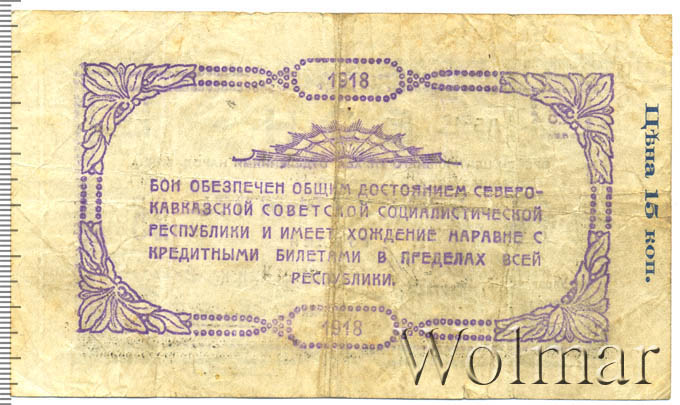 1918
БОН ОБЕСПЕЧЕН ОБЩИМ ДОСТОЯНИЕМ СЕВЕРО-
КАВКАЗСКОЙ СОВЕТСКОЙ СОЦИАЛИСТИЧЕСКОЙ
РЕСПУБЛИКИ И ИМЕЕТ ХОЖДЕНИЕ НАРАВНЕ С
КРЕДИТНЫМИ БИЛЕТАМИ В ПРЕДЕЛАХ ВСЕЙ
РЕСПУБЛИКИ.
1918
Цѣна 15 коп.
Wolmar